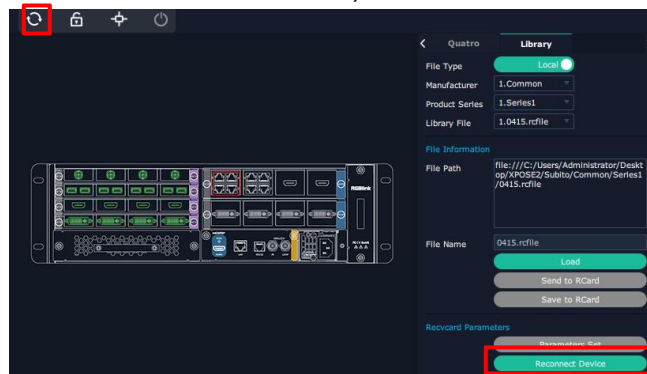 Quatro Library
File Type Local
Manufacturer 1.Common
Product Series 1.Series1
Library File 1.0415.rcfile
File Information
File Path file:///C:/Users/Administrator/Deskt
op/XPOSE2/Subito/Common/Series1
/0415.rcfile
RGBlink
File Name 0415.rcfile
Load
Send to RCard
Save to RCard
Recvcard Parameters
Parameters Set
Reconnect Device